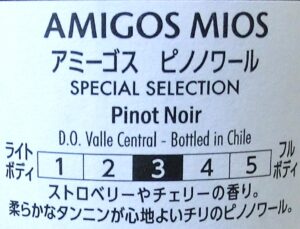 AMIGOS MIOS
アミーゴス ピノノワール
SPECIAL SELECTION
Pinot Noir
D.O. Valle Central - Bottled in Chile
ライトボディ 1 2 3 4 5 フルボディ
ストロベリーやチェリーの香り。
柔らかなタンニンが心地よいチリのピノノワール。